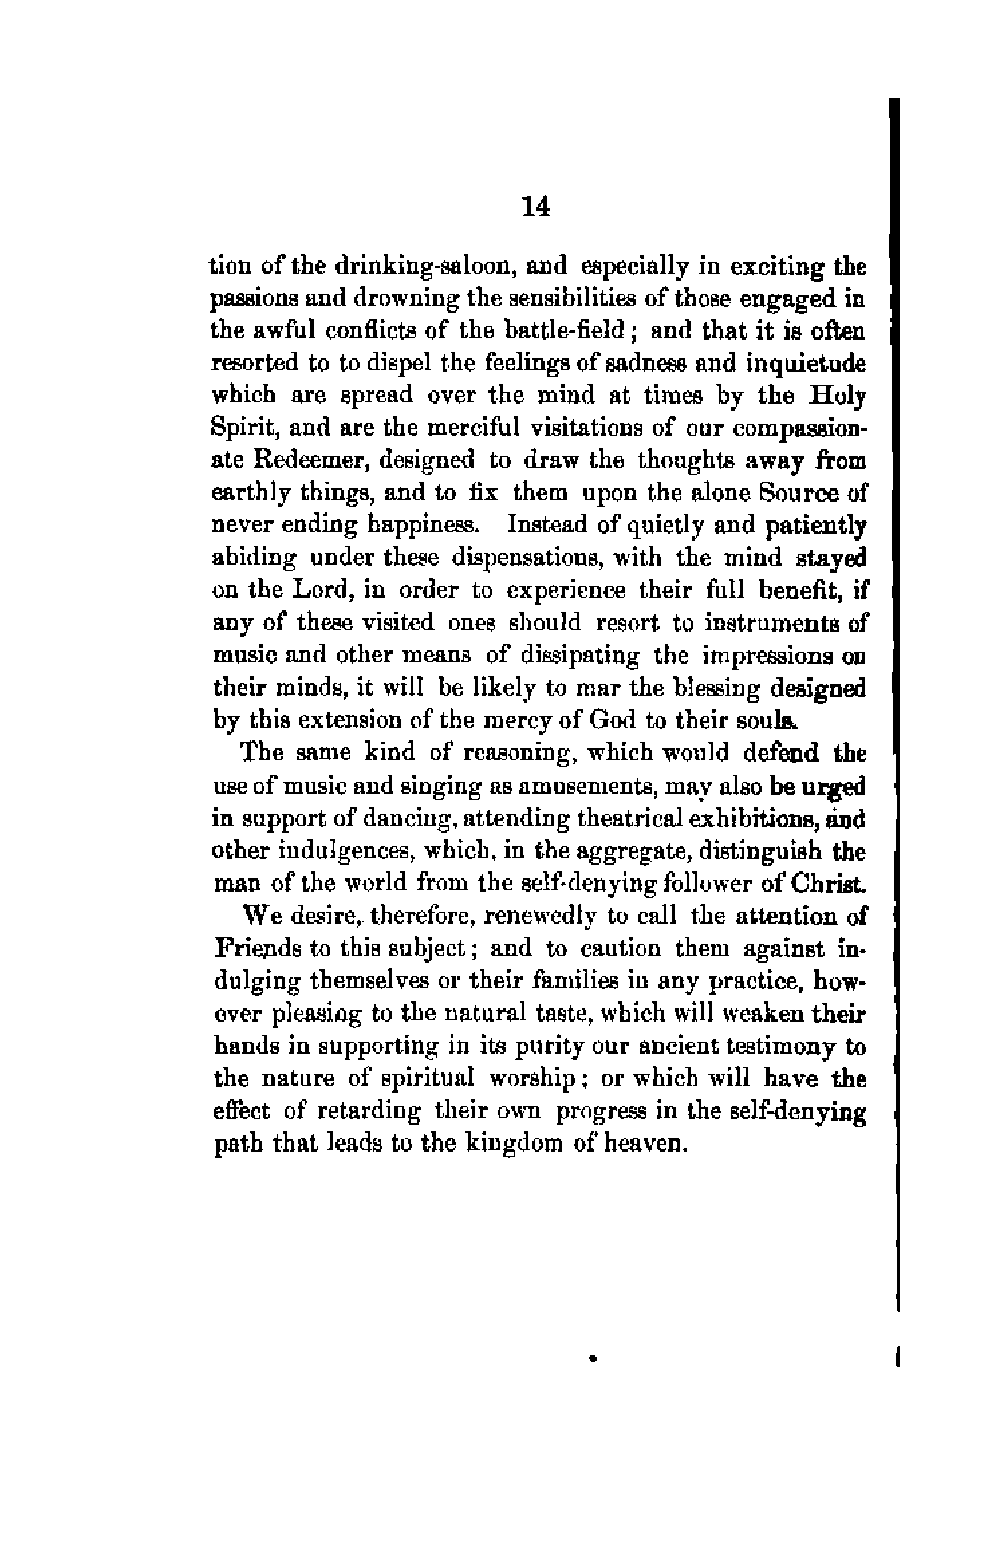 14
tion of the drinking-saloon, and especially in exciting the
passions and drowning the sensibilities of those engaged in
the awful conflicts of the battle-field; and that it is often
resorted to to dispel the feelings of sadness and inquietude
which are spread over the mind at times by the Holy
Spirit, and are the merciful visitations of our compassion-
ate Redeemer, designed to draw the thoughts away from
earthly things, and to fix them upon the alone Source of
never ending happiness. Instead of quietly and patiently
abiding under these dispensations, with the mind stayed
on the Lord, in order to experience their full benefit, if
any of these visited ones should resort to instruments of
music and other means of dissipating the impressions on
their minds, it will be likely to mar the blessing designed
by this extension of the mercy of God to their souls.
The same kind of reasoning, which would defend the
use of music and singing as amusements, may also be urged
in support of dancing, attending theatrical exhibitions, and
other indulgences, which, in the aggregate, distinguish the
man of the world from the self-denying follower of Christ.
We desire, therefore, renewedly to call the attention of
Friends to this subject; and to caution them against in-
dulging themselves or their families in any practice, how-
ever pleasing to the natural taste, which will weaken their
hands in supporting in its purity our ancient testimony to
the nature of spiritual worship; or which will have the
effect of retarding their own progress in the self-denying
path that leads to the kingdom of heaven.